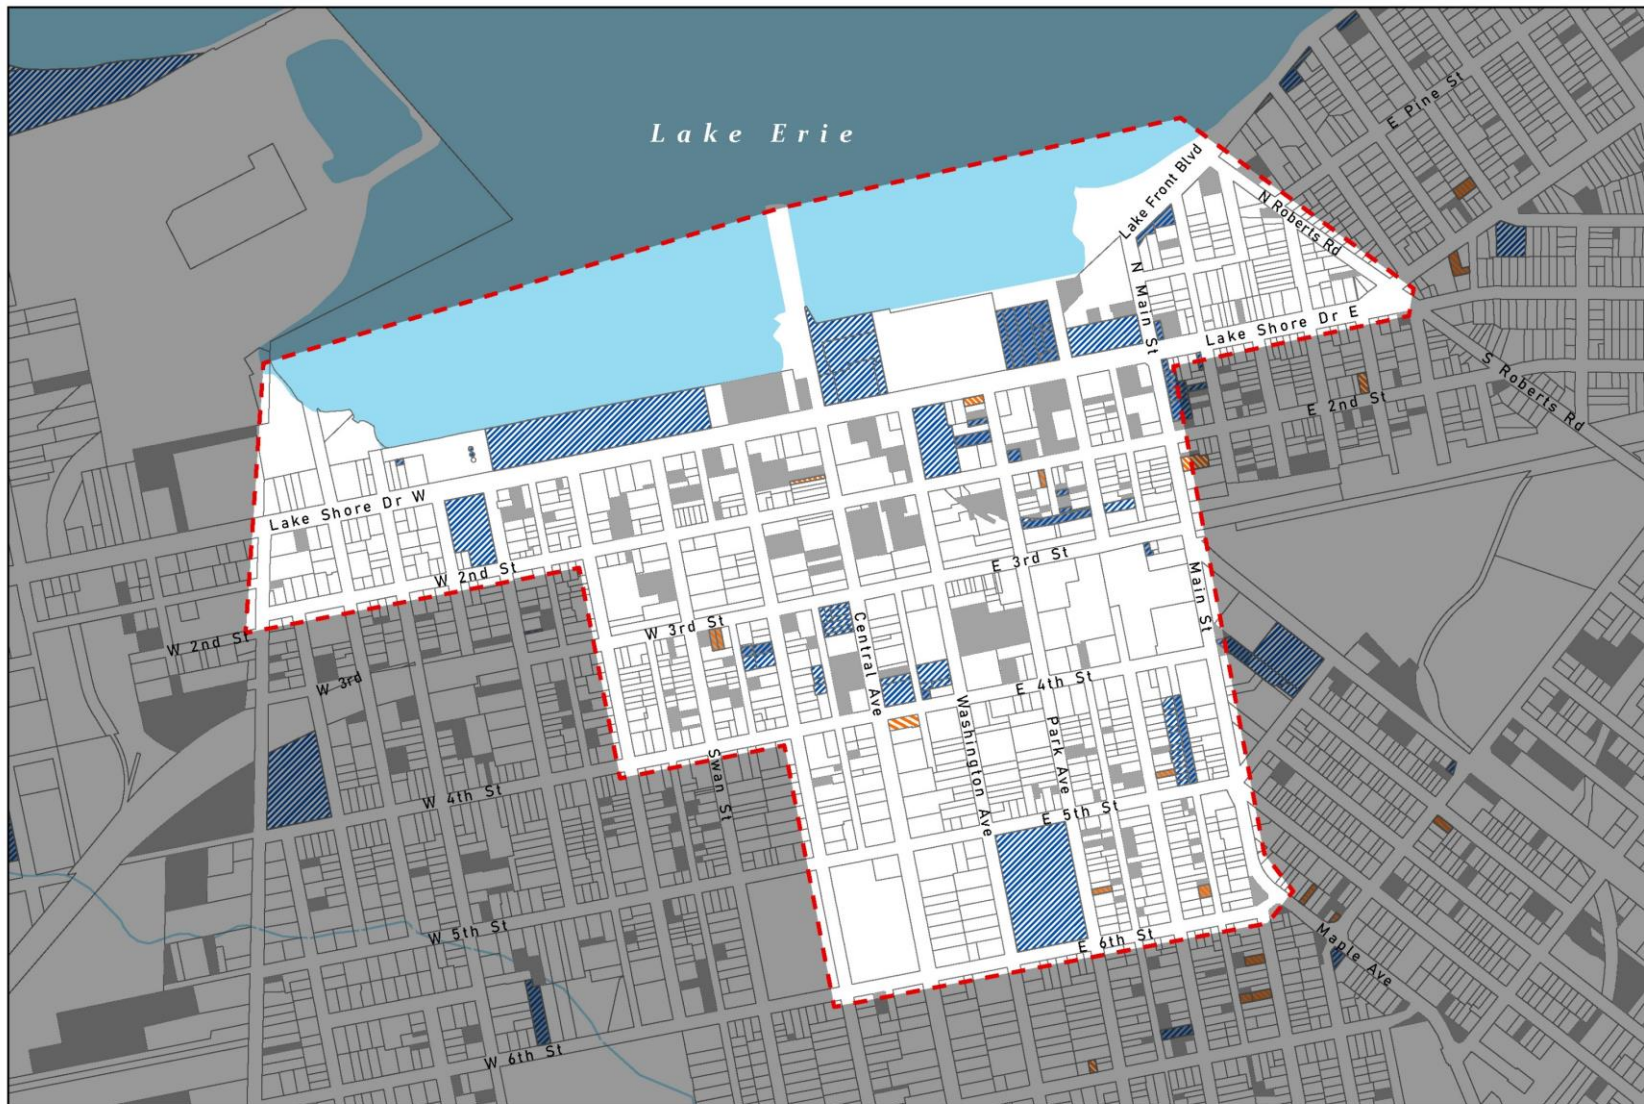 E Pine St
Lake Erie
Lake Front Blvd
N Roberts Rd
N Main St
Lake Shore Dr E
S Roberts Rd
E 2nd St
Lake Shore Dr W
W 2nd St
E 3rd St
Main St
W 2nd St
W 3rd St
Central Ave
W 3rd
E 4th St
Washington Ave
Park Ave
Swan St
W 4th St
E 5th St
W 5th St
E 6th St
Maple Ave
W 6th St